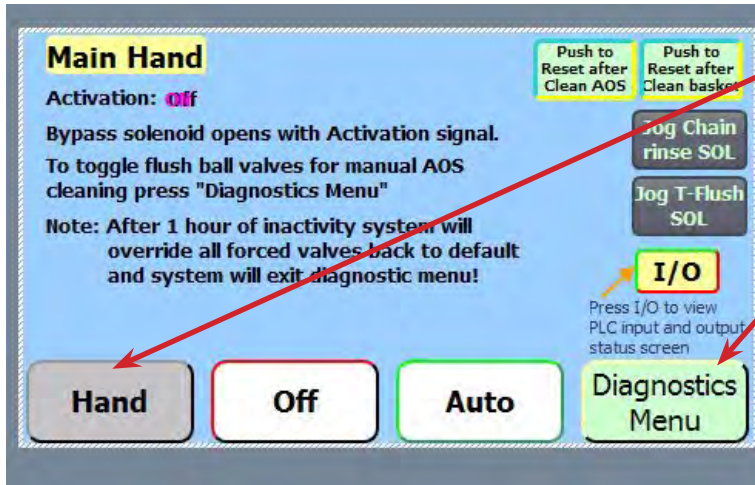 Main Hand
Activation: Off
Bypass solenoid opens with Activation signal.
To toggle flush ball valves for manual AOS
cleaning press "Diagnostics Menu"
Note: After 1 hour of inactivity system will
override all forced valves back to default
and system will exit diagnostic menu!
Push to
Reset after
Clean AOS
Push to
Reset after
Clean basket
Jog Chain
rinse SOL
Jog T-Flush
SOL
I/O
Press I/O to view
PLC input and output
status screen
Hand
Off
Auto
Diagnostics
Menu